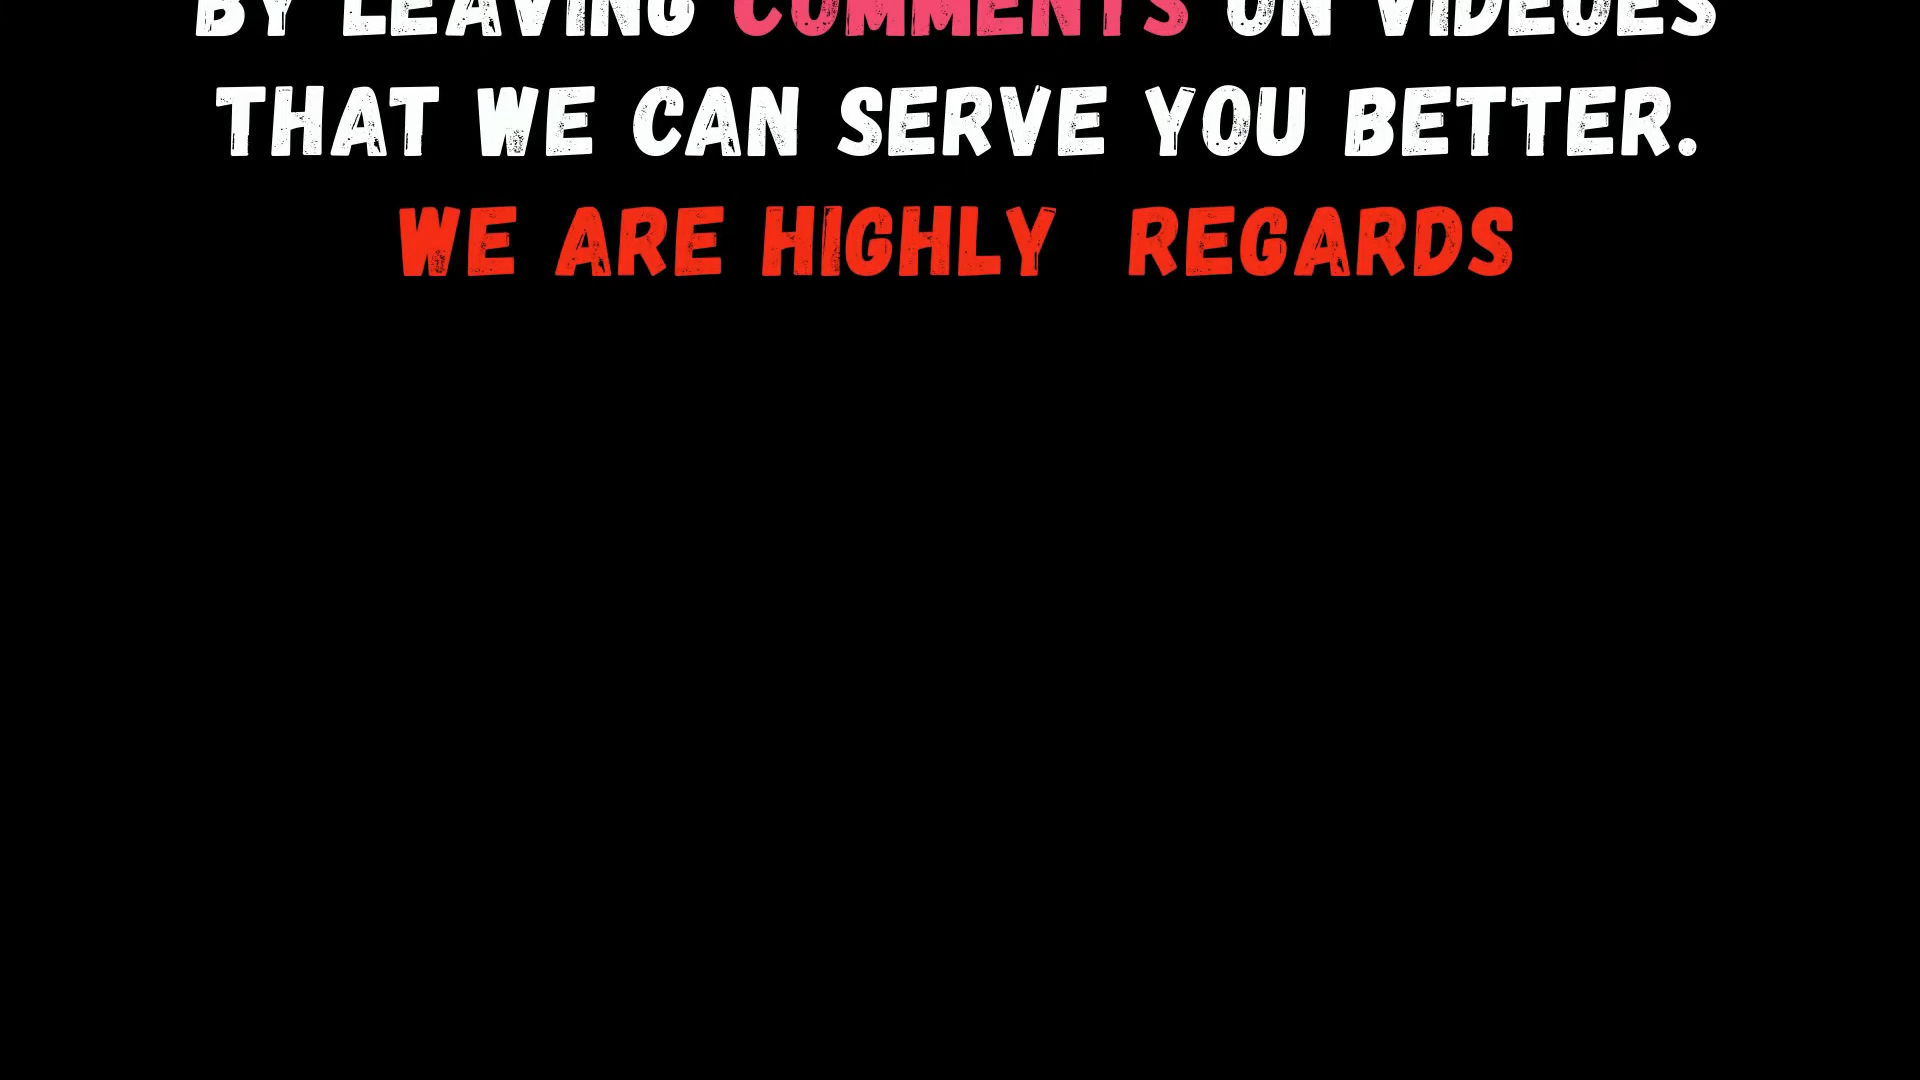 BY LEAVING COMMENTS ON VIDEOES
THAT WE CAN SERVE YOU BETTER.
WE ARE HIGHLY REGARDS